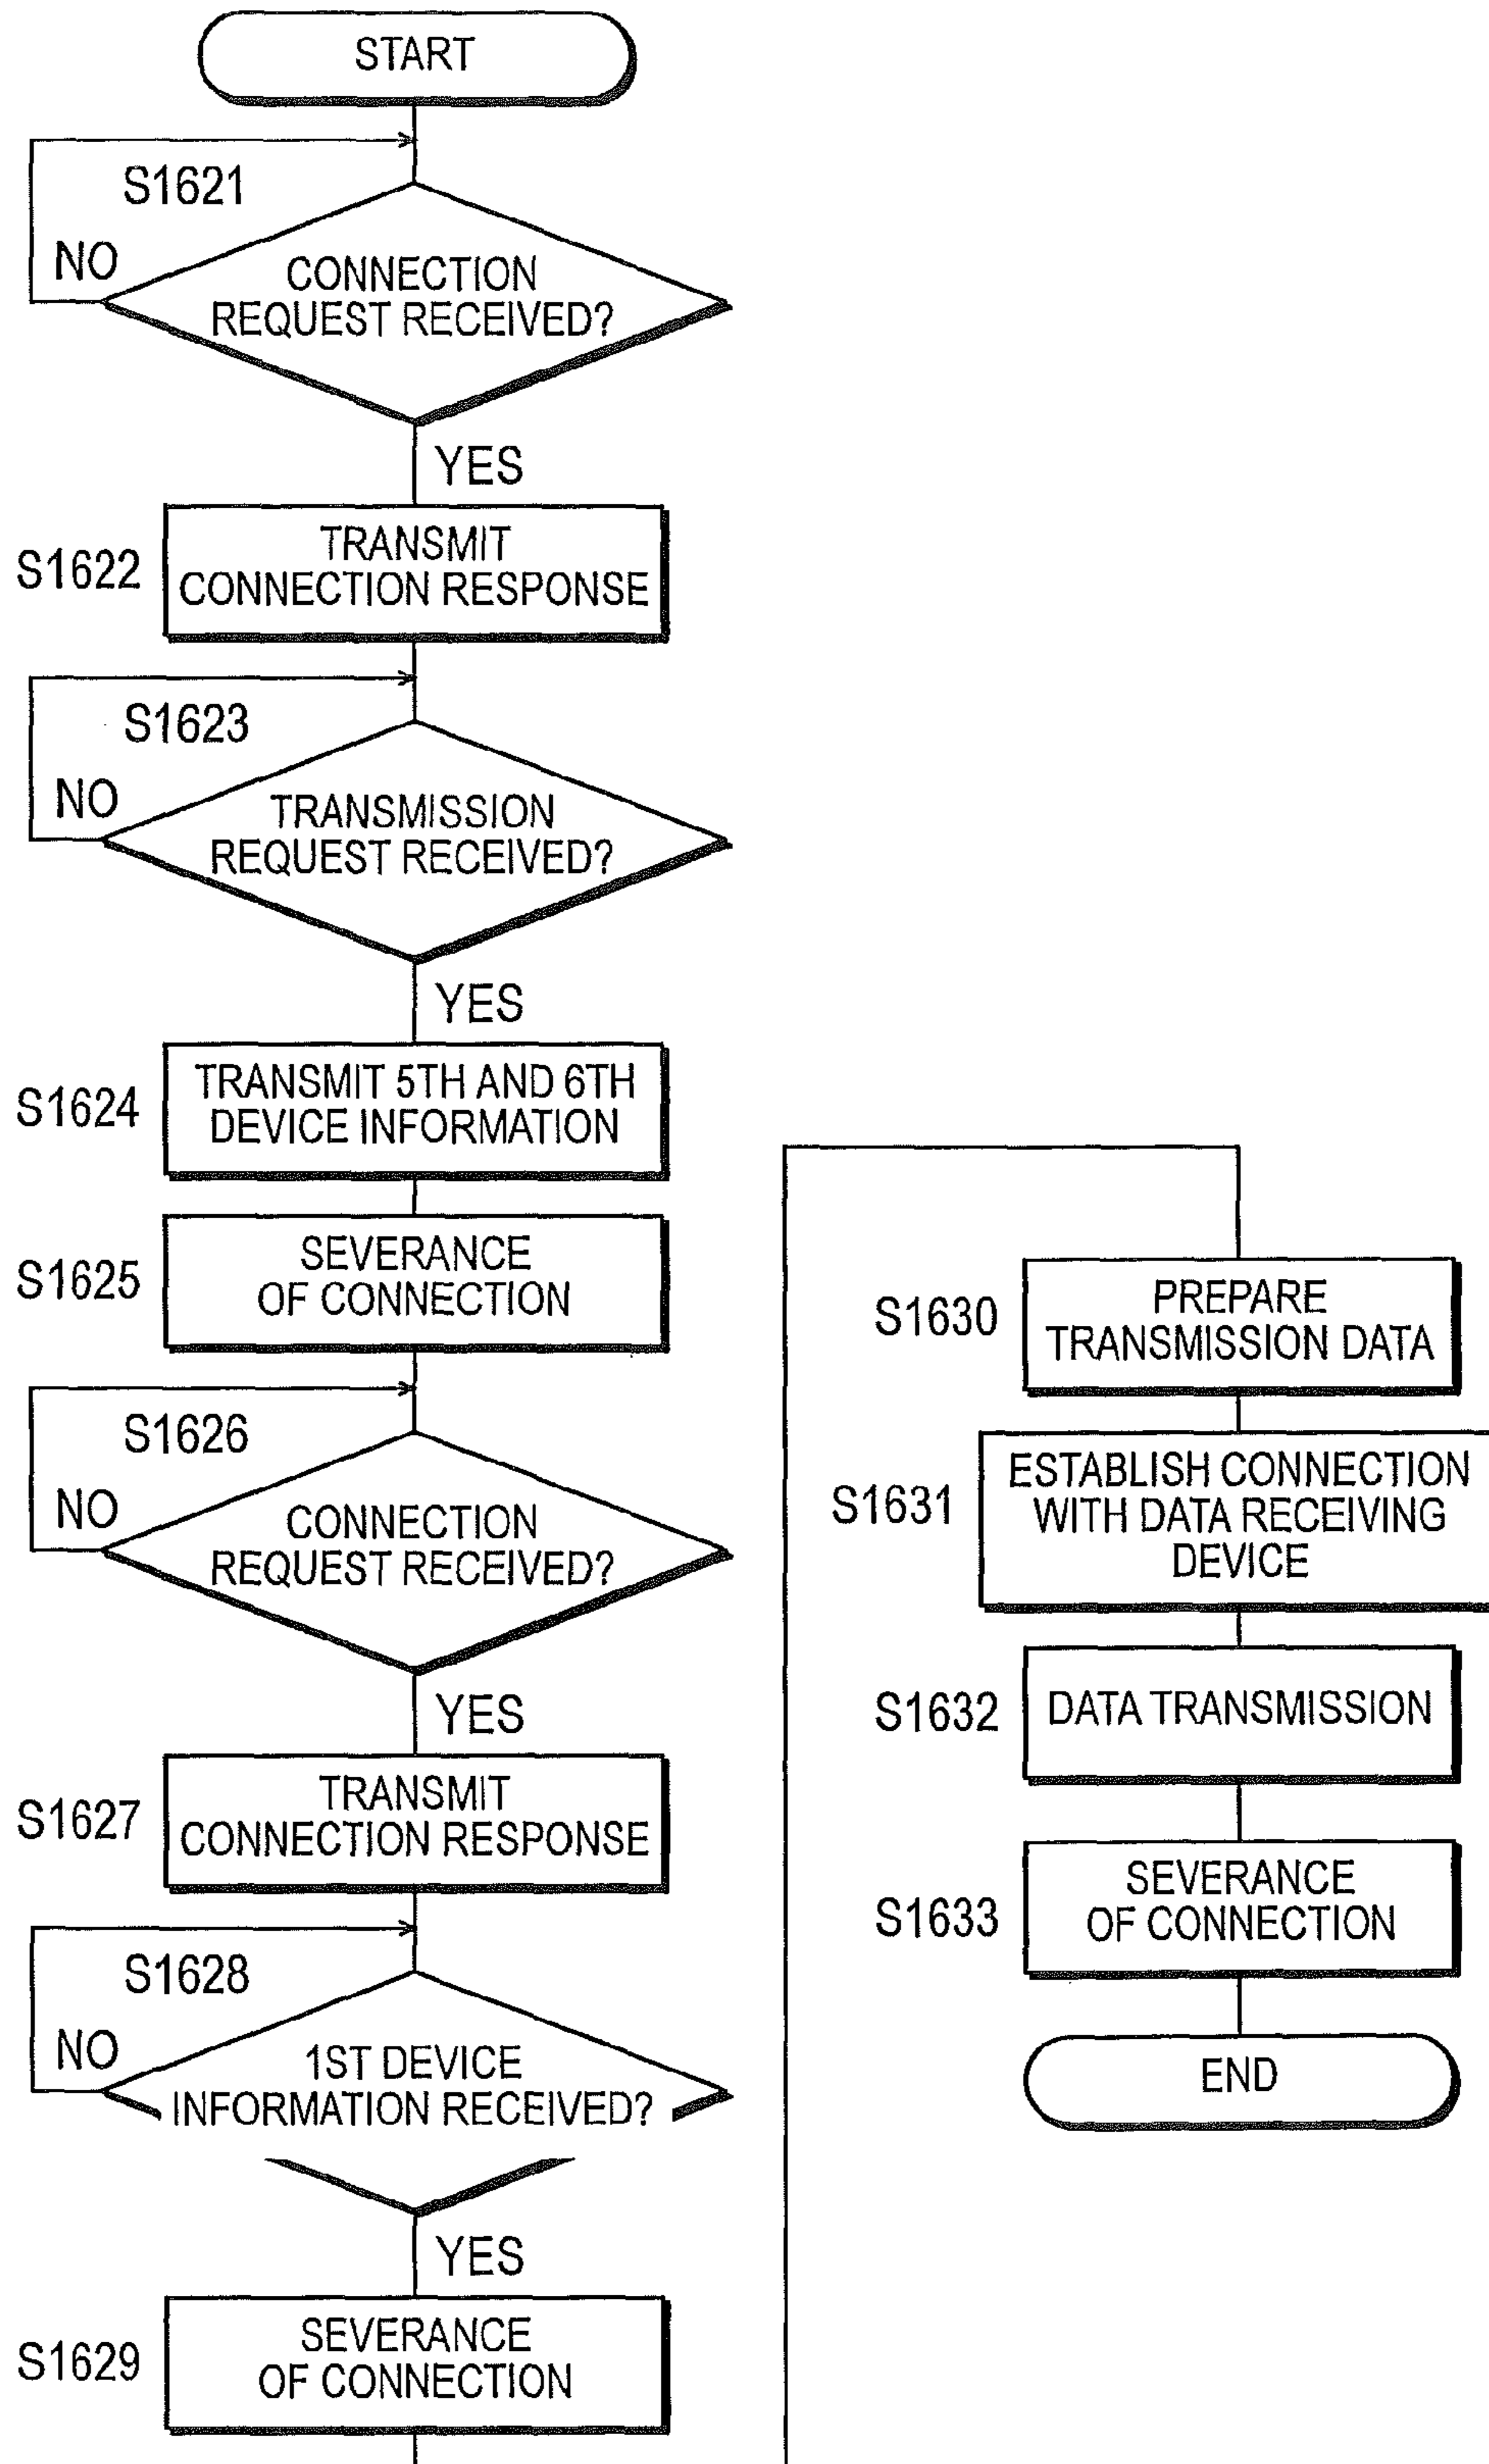 START
S1621
NO
CONNECTION
REQUEST RECEIVED?
YES
S1622
TRANSMIT
CONNECTION RESPONSE
S1623
NO
TRANSMISSION
REQUEST RECEIVED?
YES
S1624
TRANSMIT 5TH AND 6TH
DEVICE INFORMATION
S1625
SEVERANCE
OF CONNECTION
S1626
NO
CONNECTION
REQUEST RECEIVED?
YES
S1627
TRANSMIT
CONNECTION RESPONSE
S1628
NO
1ST DEVICE
INFORMATION RECEIVED?
YES
S1629
SEVERANCE
OF CONNECTION
S1630
PREPARE
TRANSMISSION DATA
S1631
ESTABLISH CONNECTION
WITH DATA RECEIVING
DEVICE
S1632
DATA TRANSMISSION
S1633
SEVERANCE
OF CONNECTION
END